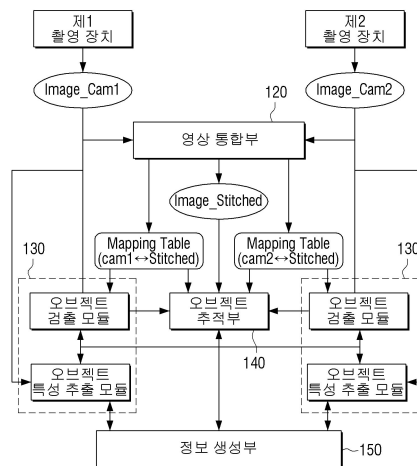 제1
촬영 장치
제2
촬영 장치
Image_Cam1
Image_Cam2
120
영상 통합부
Image_Stitched
130
Mapping Table
(cam1↔Stitched)
Mapping Table
(cam2↔Stitched)
130
오브젝트
검출 모듈
오브젝트
추적부
오브젝트
검출 모듈
140
오브젝트
특성 추출 모듈
오브젝트
특성 추출 모듈
정보 생성부
150